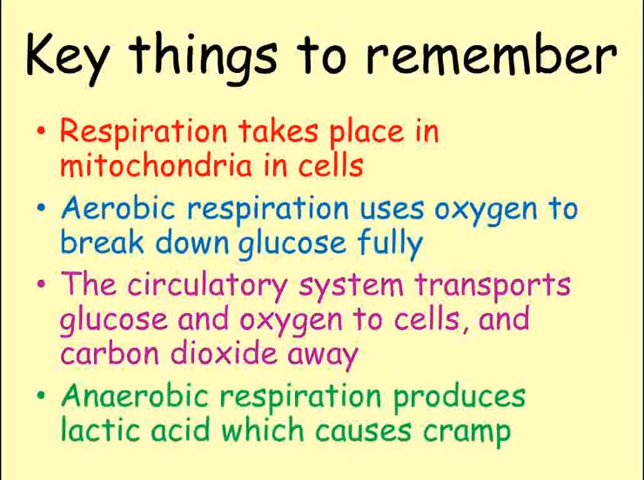 Key things to remember
• Respiration takes place in
mitochondria in cells
• Aerobic respiration uses oxygen to
break down glucose fully
• The circulatory system transports
glucose and oxygen to cells, and
carbon dioxide away
• Anaerobic respiration produces
lactic acid which causes cramp